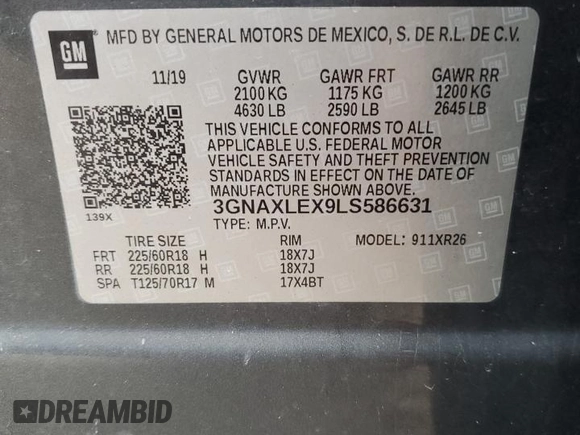 GM MFD BY GENERAL MOTORS DE MEXICO, S. DE R.L. DE C.V.
11/19 GVWR GAWR FRT GAWR RR
2100 KG 1175 KG 1200 KG
4630 LB 2590 LB 2645 LB
THIS VEHICLE CONFORMS TO ALL
APPLICABLE U.S. FEDERAL MOTOR
VEHICLE SAFETY AND THEFT PREVENTION
STANDARDS IN EFFECT ON THE DATE OF
MANUFACTURE SHOWN ABOVE.
139X
3GNAXLEX9LS586631
TYPE: M.P.V.
TIRE SIZE RIM MODEL: 911XR26
FRT 225/60R18 H 18X7J
RR 225/60R18 H 18X7J
SPA T125/70R17 M 17X4BT
DREAMBID